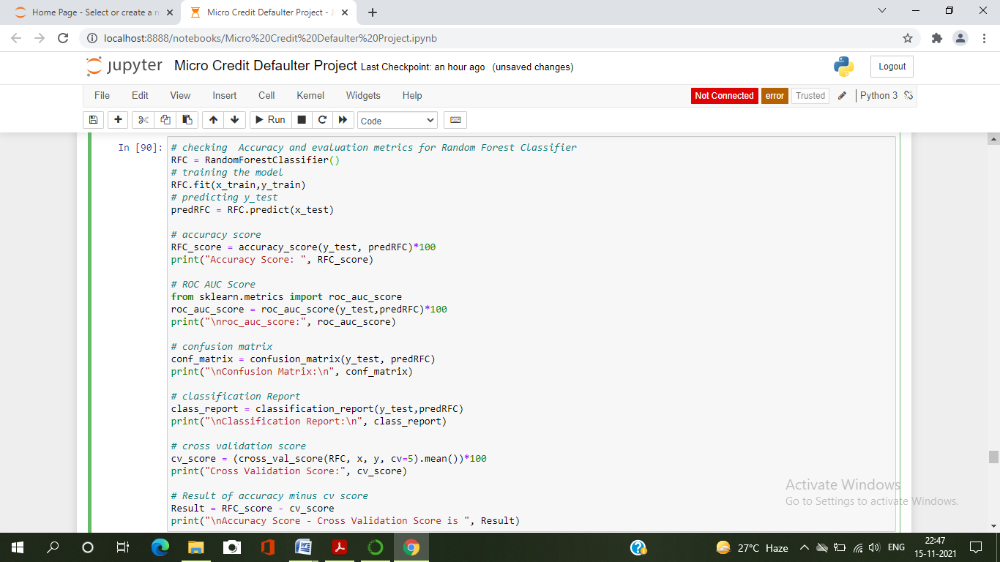 Home Page - Select or create a n
Micro Credit Defaulter Project - J
localhost:8888/notebooks/Micro%20Credit%20Defaulter%20Project.ipynb
jupyter Micro Credit Defaulter Project Last Checkpoint: an hour ago (unsaved changes)
Logout
File Edit View Insert Cell Kernel Widgets Help
Not Connected error Trusted Python 3
Run Code
In [90]: # checking  Accuracy and evaluation metrics for Random Forest Classifier
RFC = RandomForestClassifier()
# training the model
RFC.fit(x_train,y_train)
# predicting y_test
predRFC = RFC.predict(x_test)
# accuracy score
RFC_score = accuracy_score(y_test, predRFC)*100
print("Accuracy Score: ", RFC_score)
# ROC AUC Score
from sklearn.metrics import roc_auc_score
roc_auc_score = roc_auc_score(y_test,predRFC)*100
print("\nroc_auc_score:", roc_auc_score)
# confusion matrix
conf_matrix = confusion_matrix(y_test, predRFC)
print("\nConfusion Matrix:\n", conf_matrix)
# classification Report
class_report = classification_report(y_test,predRFC)
print("\nClassification Report:\n", class_report)
# cross validation score
cv_score = (cross_val_score(RFC, x, y, cv=5).mean())*100
print("Cross Validation Score:", cv_score)
# Result of accuracy minus cv score
Result = RFC_score - cv_score
print("\nAccuracy Score - Cross Validation Score is ", Result)
Activate Windows
Go to Settings to activate Windows.
27°C Haze
ENG
22:47
15-11-2021